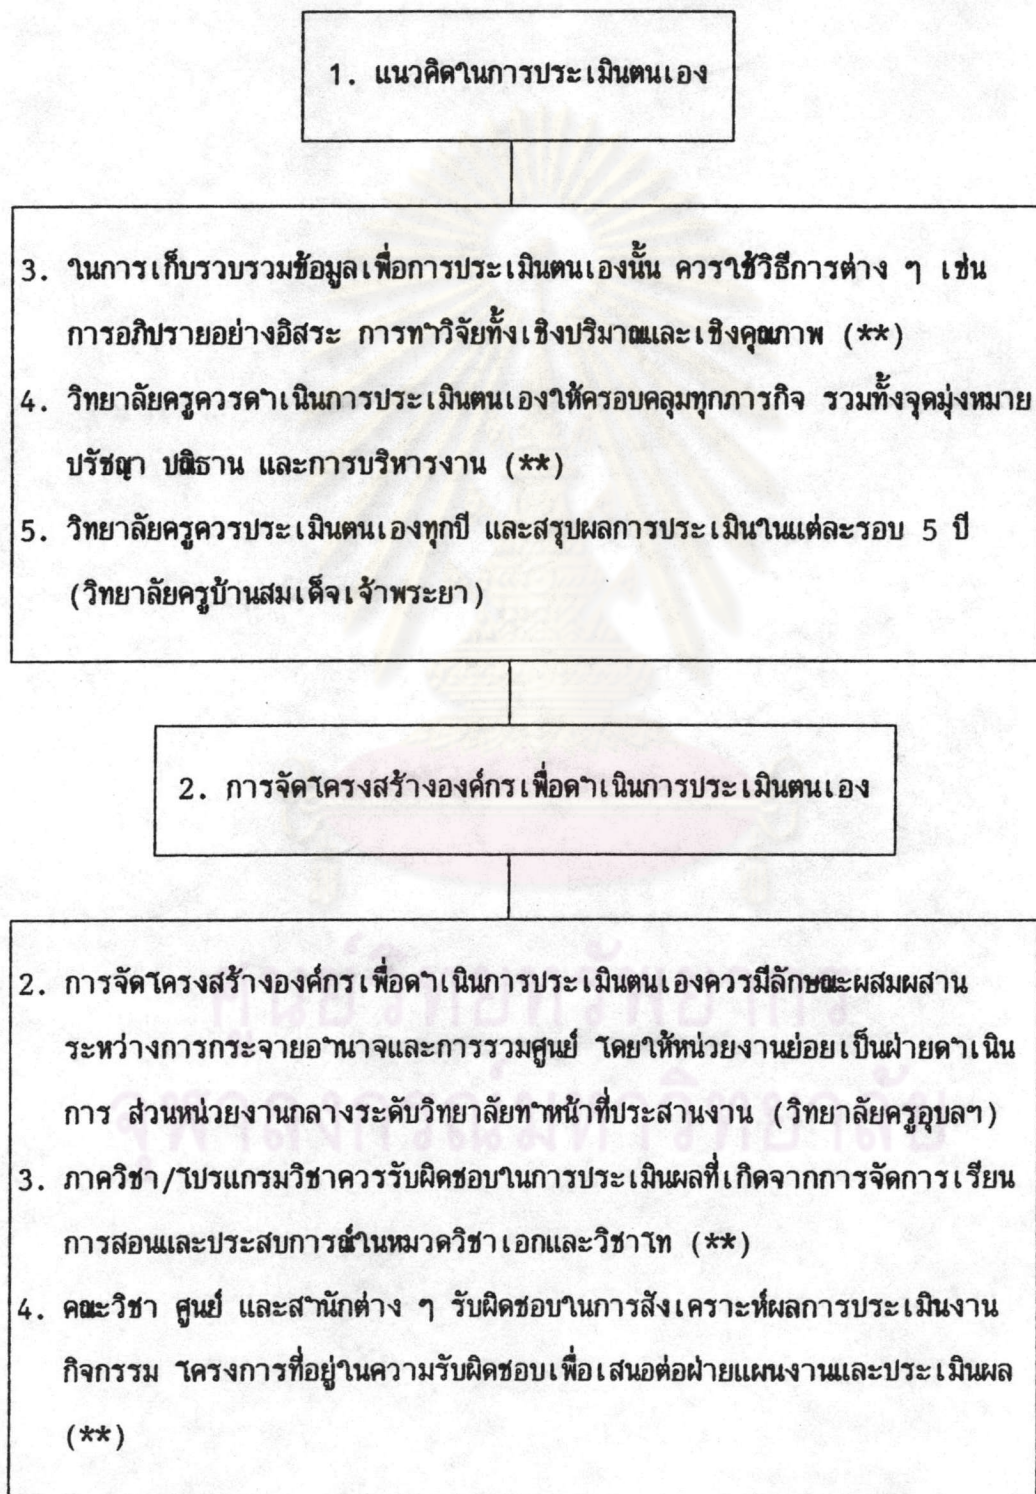 1. แนวคิดในการประเมินตนเอง
3. ในการเก็บรวบรวมข้อมูลเพื่อการประเมินตนเองนั้น ควรใช้วิธีการต่าง ๆ เช่น
การอภิปรายอย่างอิสระ การทำวิจัยทั้งเชิงปริมาณและเชิงคุณภาพ (**)
4. วิทยาลัยครูควรดำเนินการประเมินตนเองให้ครอบคลุมทุกภารกิจ รวมทั้งจุดมุ่งหมาย
ปรัชญา ปณิธาน และการบริหารงาน (**)
5. วิทยาลัยครูควรประเมินตนเองทุกปี และสรุปผลการประเมินในแต่ละรอบ 5 ปี
(วิทยาลัยครูบ้านสมเด็จเจ้าพระยา)
2. การจัดโครงสร้างองค์กรเพื่อดำเนินการประเมินตนเอง
2. การจัดโครงสร้างองค์กรเพื่อดำเนินการประเมินตนเองควรมีลักษณะผสมผสาน
ระหว่างการกระจายอำนาจและการรวมศูนย์ โดยให้หน่วยงานย่อยเป็นฝ่ายดำเนิน
การ ส่วนหน่วยงานกลางระดับวิทยาลัยทำหน้าที่ประสานงาน (วิทยาลัยครูอุบลฯ)
3. ภาควิชา/โปรแกรมวิชาควรรับผิดชอบในการประเมินผลที่เกิดจากการจัดการเรียน
การสอนและประสบการณ์ในหมวดวิชาเอกและวิชาโท (**)
4. คณะวิชา ศูนย์ และสำนักต่าง ๆ รับผิดชอบในการสังเคราะห์ผลการประเมินงาน
กิจกรรม โครงการที่อยู่ในความรับผิดชอบเพื่อเสนอต่อฝ่ายแผนงานและประเมินผล
(**)
ศูนย์วิทยทรัพยากร
จุฬาลงกรณ์มหาวิทยาลัย